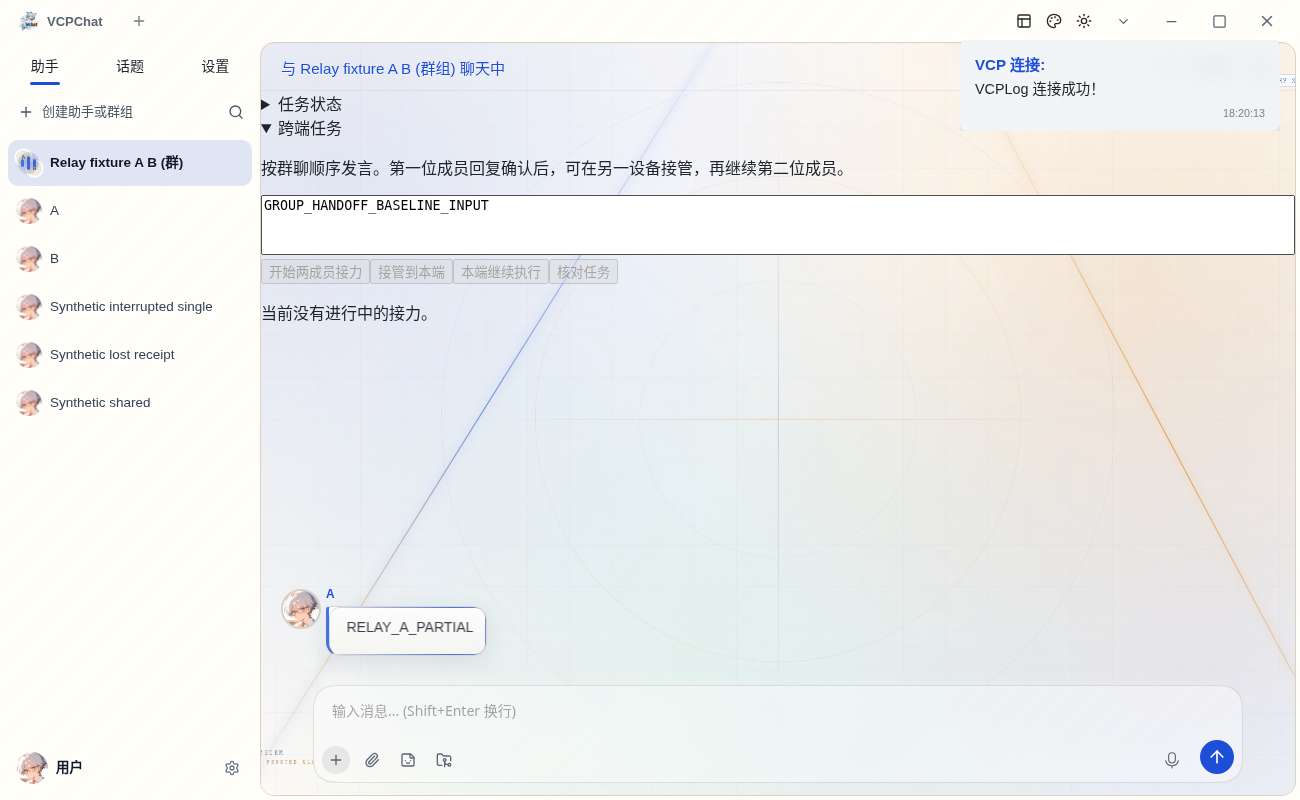 VCPChat
助手 话题 设置
创建助手或群组
Relay fixture A B (群)
A
B
Synthetic interrupted single
Synthetic lost receipt
Synthetic shared
用户
与 Relay fixture A B (群组) 聊天中
任务状态
跨端任务
按群聊顺序发言。第一位成员回复确认后，可在另一设备接管，再继续第二位成员。
GROUP_HANDOFF_BASELINE_INPUT
开始两成员接力 接管到本端 本端继续执行 核对任务
当前没有进行中的接力。
VCP 连接:
VCPLog 连接成功!
18:20:13
A
RELAY_A_PARTIAL
输入消息... (Shift+Enter 换行)